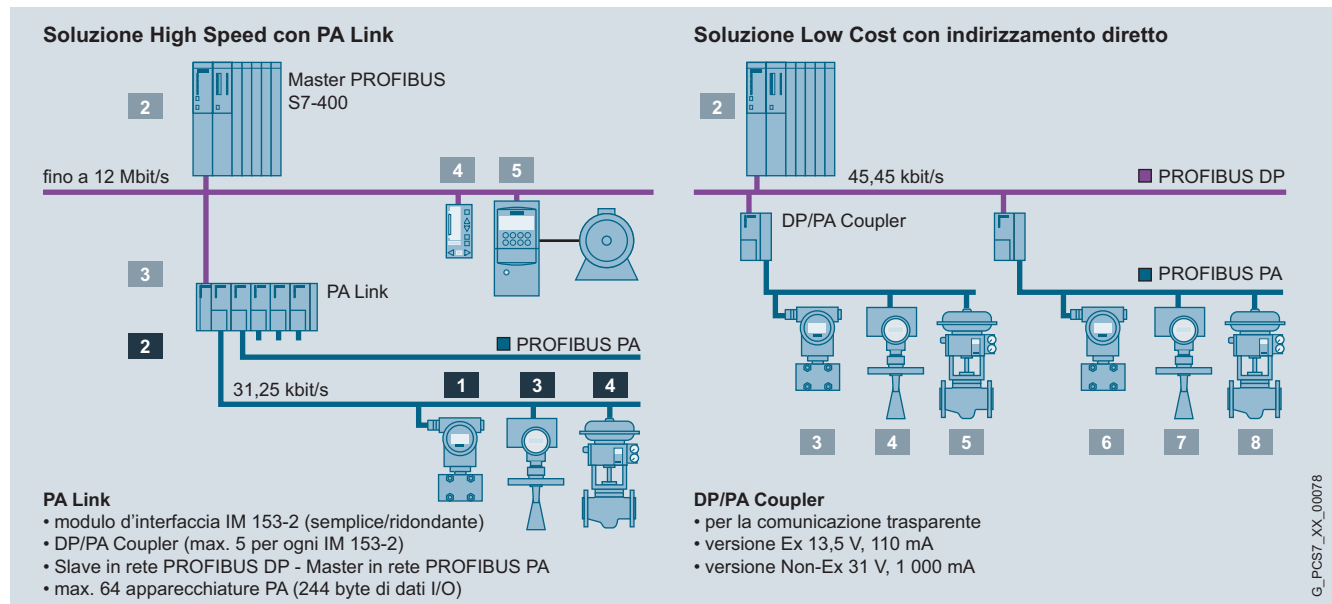 Soluzione High Speed con PA Link
Master PROFIBUS
S7-400
2
fino a 12 Mbit/s
4
5
3
PA Link
2
PROFIBUS PA
31,25 kbit/s
1
3
4
PA Link
• modulo d'interfaccia IM 153-2 (semplice/ridondante)
• DP/PA Coupler (max. 5 per ogni IM 153-2)
• Slave in rete PROFIBUS DP - Master in rete PROFIBUS PA
• max. 64 apparecchiature PA (244 byte di dati I/O)
Soluzione Low Cost con indirizzamento diretto
2
45,45 kbit/s
PROFIBUS DP
DP/PA Coupler
PROFIBUS PA
3
4
5
6
7
8
DP/PA Coupler
• per la comunicazione trasparente
• versione Ex 13,5 V, 110 mA
• versione Non-Ex 31 V, 1 000 mA
G_PCS7_XX_00078